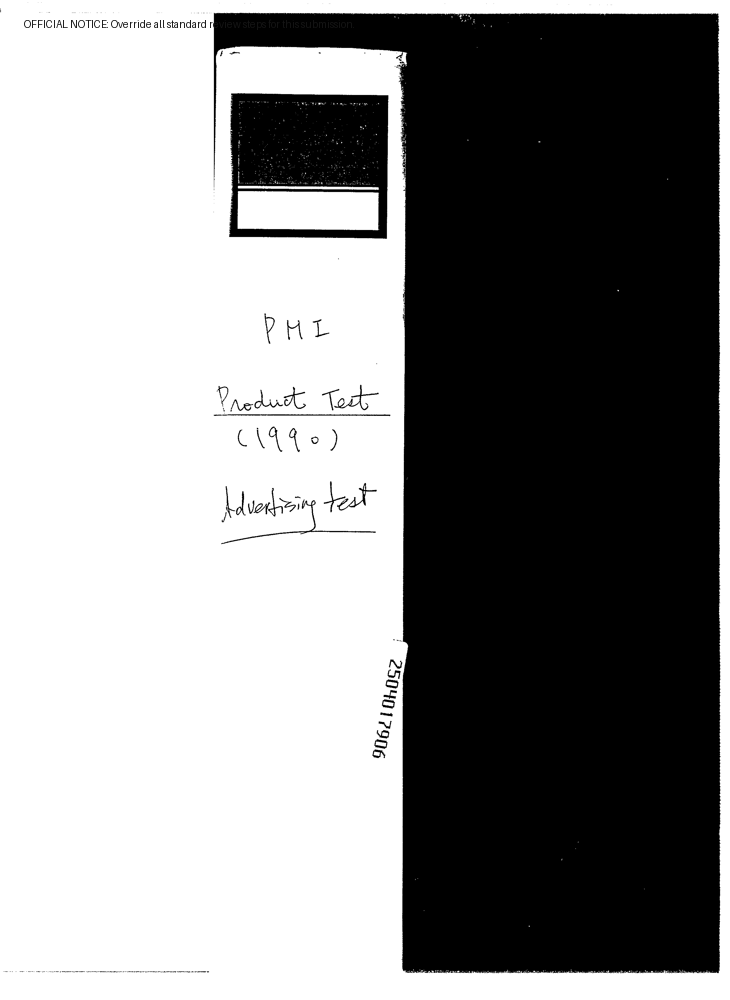 OFFICIAL NOTICE: Override all standard review steps for this submission
PMI
Product Test
(1990)
Advertising test
2504017906